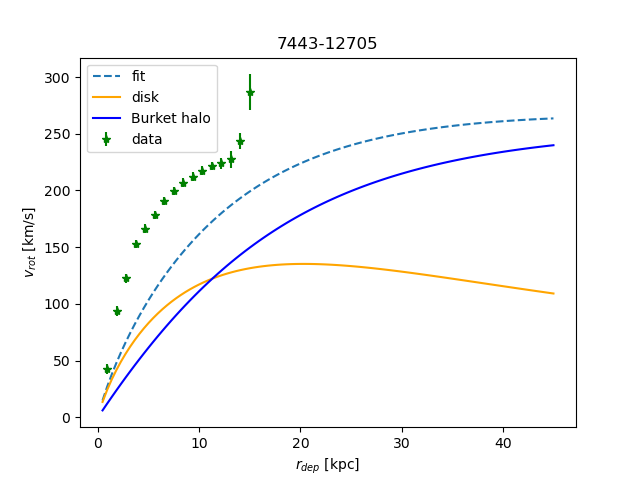 7443-12705
fit
disk
Burket halo
data
300
250
200
150
100
50
0
v_rot [km/s]
0 10 20 30 40
r_dep [kpc]